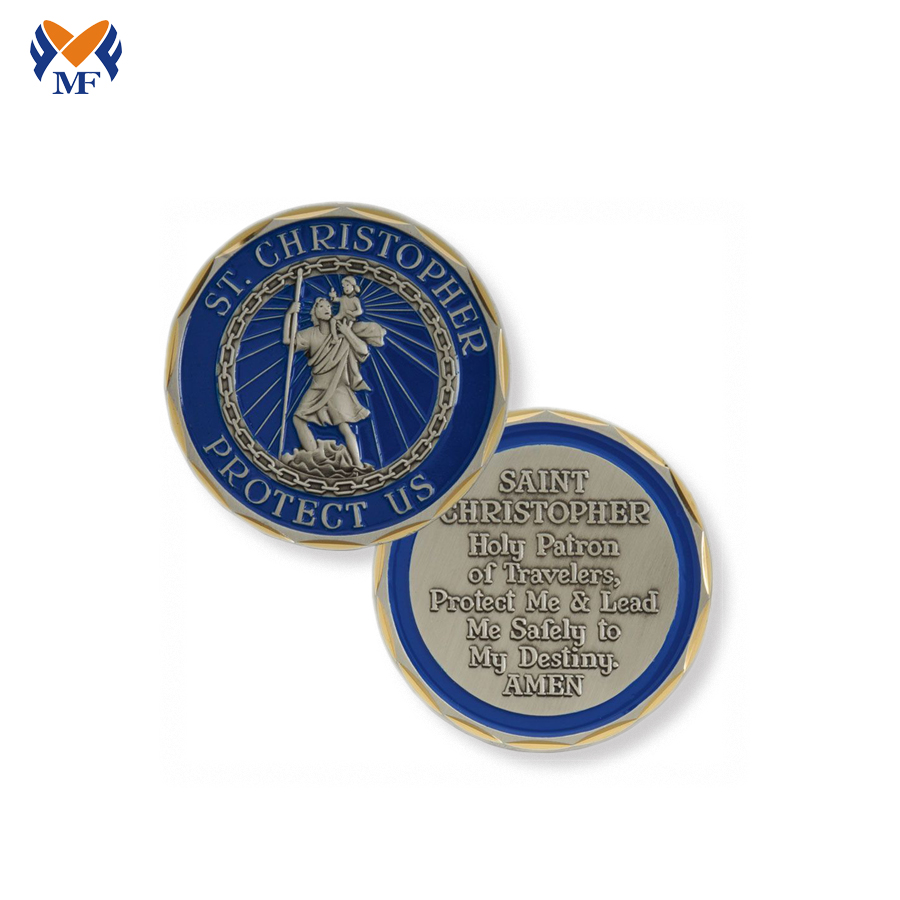 MF
ST. CHRISTOPHER
PROTECT US
SAINT
CHRISTOPHER
Holy Patron
of Travelers,
Protect Me & Lead
Me Safely to
My Destiny.
AMEN